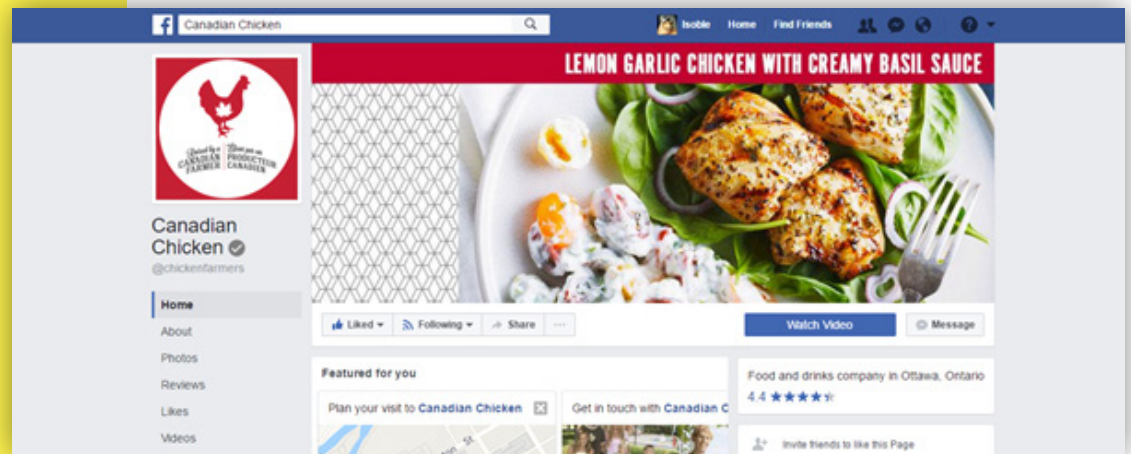 Canadian Chicken
Isoble Home Find Friends
LEMON GARLIC CHICKEN WITH CREAMY BASIL SAUCE
Raised by a CANADIAN FARMER
Élevé par un PRODUCTEUR CANADIEN
Canadian
Chicken
@chickenfarmers
Home
About
Photos
Reviews
Likes
Videos
Liked Following Share
Watch Video Message
Featured for you
Plan your visit to Canadian Chicken
Get in touch with Canadian C
Food and drinks company in Ottawa, Ontario
4.4
Invite friends to like this Page
St